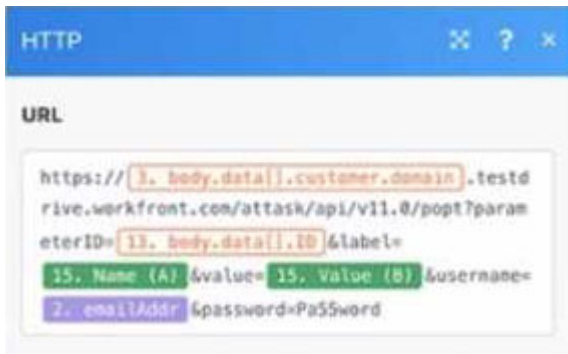 HTTP ?
URL
https:// 3. body.data[].customer.domain .testd
rive.workfront.com/attask/api/v11.0/popt?param
eterID= 13. body.data[].ID &label=
15. Name (A) &value= 15. Value (B) &username=
2. emailAddr &password=Pa55word